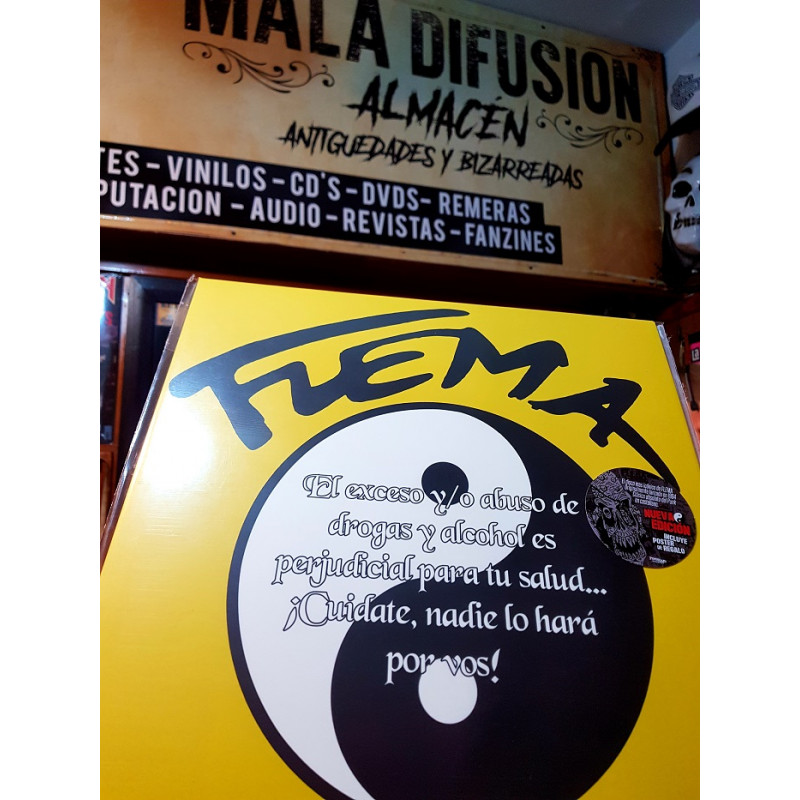 MALA DIFUSION
ALMACÉN
ANTIGUEDADES Y BIZARREADAS
TES - VINILOS - CD'S - DVDS - REMERAS
PUTACION - AUDIO - REVISTAS - FANZINES
FLEMA
El exceso y/o abuso de
drogas y alcohol es
perjudicial para tu salud...
¡Cuidate, nadie lo hará
por vos!
NUEVA
EDICIÓN
INCLUYE
POSTER
DE REGALO